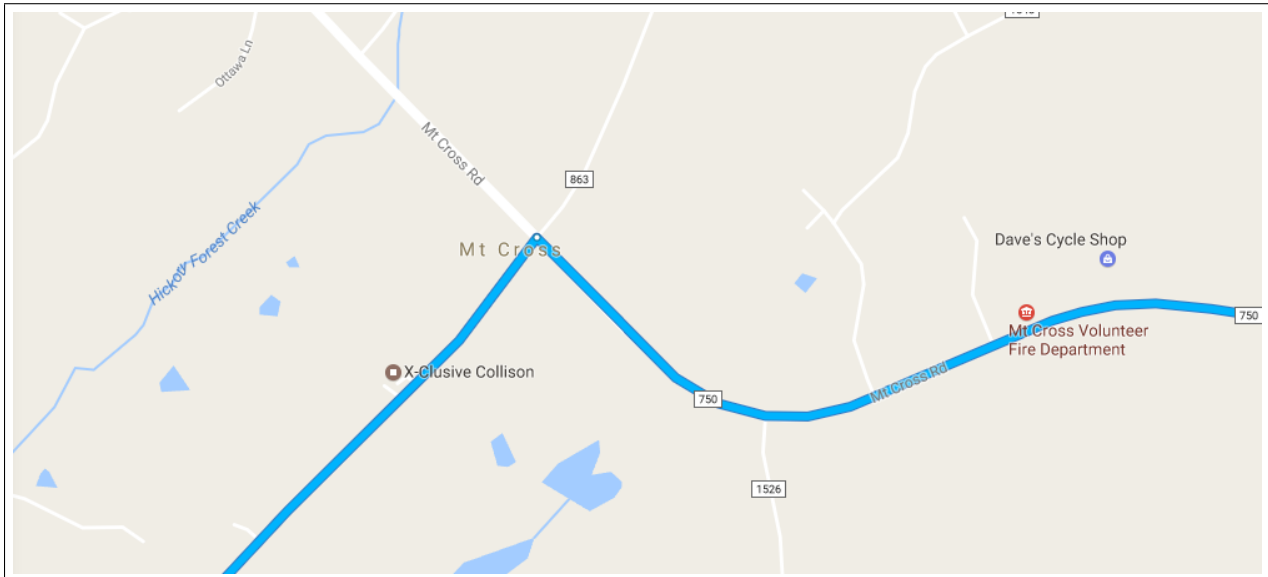 Ottawa Ln
Mt Cross Rd
863
Hickory Forest Creek
Mt Cross
Dave's Cycle Shop
750
Mt Cross Volunteer
Fire Department
X-Clusive Collison
Mt Cross Rd
750
1526